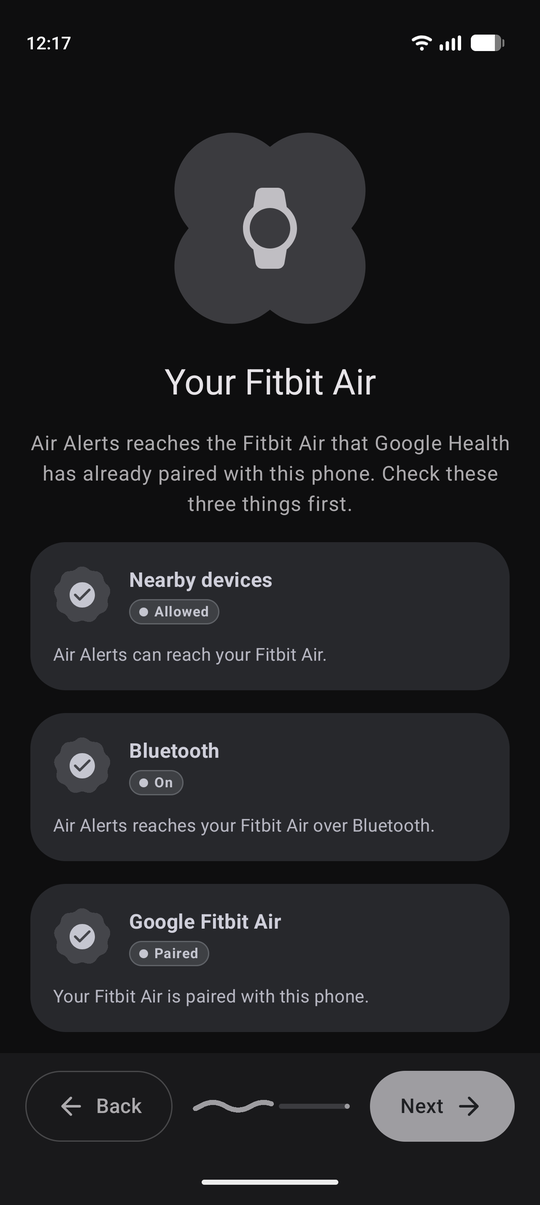 12:17
Your Fitbit Air
Air Alerts reaches the Fitbit Air that Google Health
has already paired with this phone. Check these
three things first.
Nearby devices
Allowed
Air Alerts can reach your Fitbit Air.
Bluetooth
On
Air Alerts reaches your Fitbit Air over Bluetooth.
Google Fitbit Air
Paired
Your Fitbit Air is paired with this phone.
Back
Next